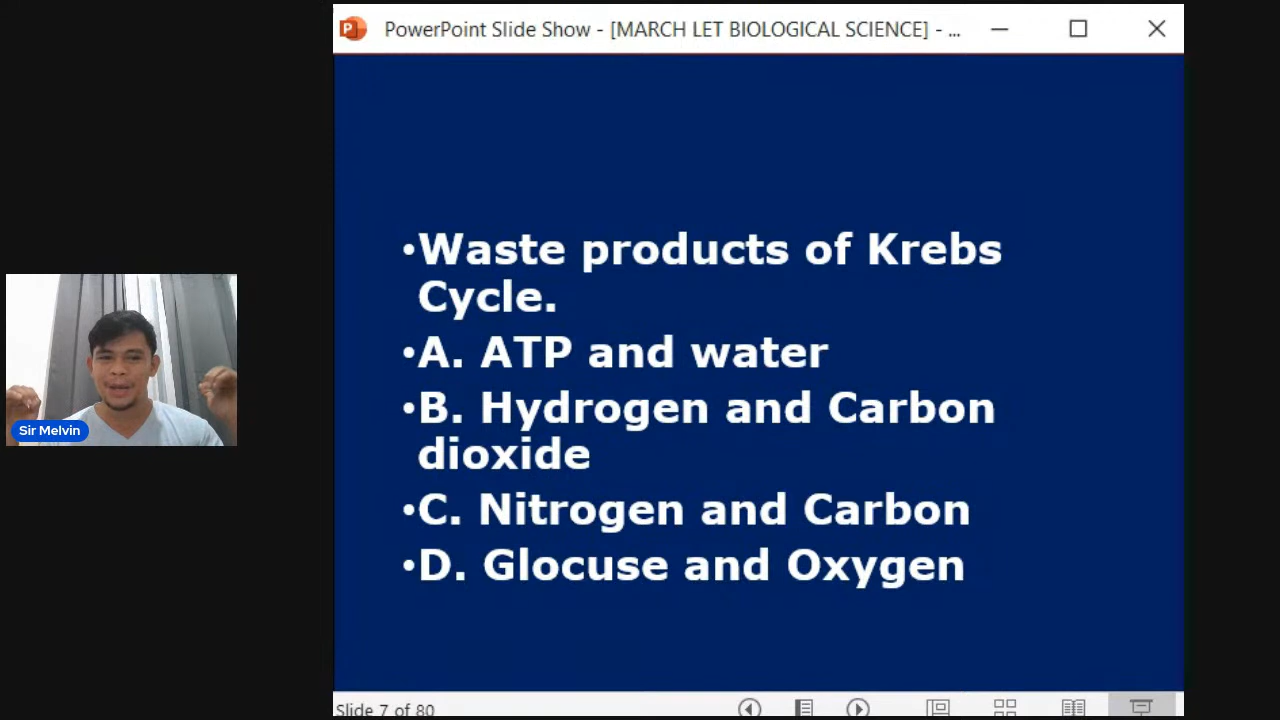 PowerPoint Slide Show - [MARCH LET BIOLOGICAL SCIENCE] - ...
•Waste products of Krebs
Cycle.
•A. ATP and water
•B. Hydrogen and Carbon
dioxide
•C. Nitrogen and Carbon
•D. Glocuse and Oxygen
Sir Melvin
Slide 7 of 80